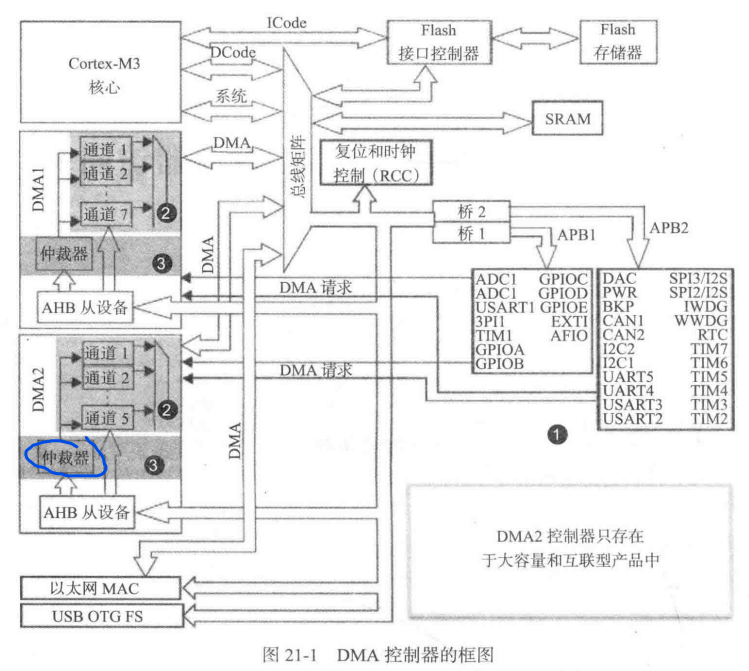 ICode
Cortex-M3
核心
DCode
系统
DMA
Flash
接口控制器
Flash
存储器
SRAM
总线矩阵
复位和时钟
控制（RCC）
DMA1
通道 1
通道 2
通道 7
❷
仲裁器
❸
AHB 从设备
DMA
DMA 请求
桥 2
桥 1
APB1
APB2
ADC1 GPIOC
ADC1 GPIOD
USART1 GPIOE
3PI1 EXTI
TIM1 AFIO
GPIOA
GPIOB
DAC SPI3/I2S
PWR SPI2/I2S
BKP IWDG
CAN1 WWDG
CAN2 RTC
I2C2 TIM7
I2C1 TIM6
UART5 TIM5
UART4 TIM4
USART3 TIM3
USART2 TIM2
❶
DMA2
通道 1
通道 2
通道 5
❷
仲裁器
❸
AHB 从设备
DMA 请求
DMA
DMA2 控制器只存在
于大容量和互联型产品中
以太网 MAC
USB OTG FS
图 21-1 DMA 控制器的框图